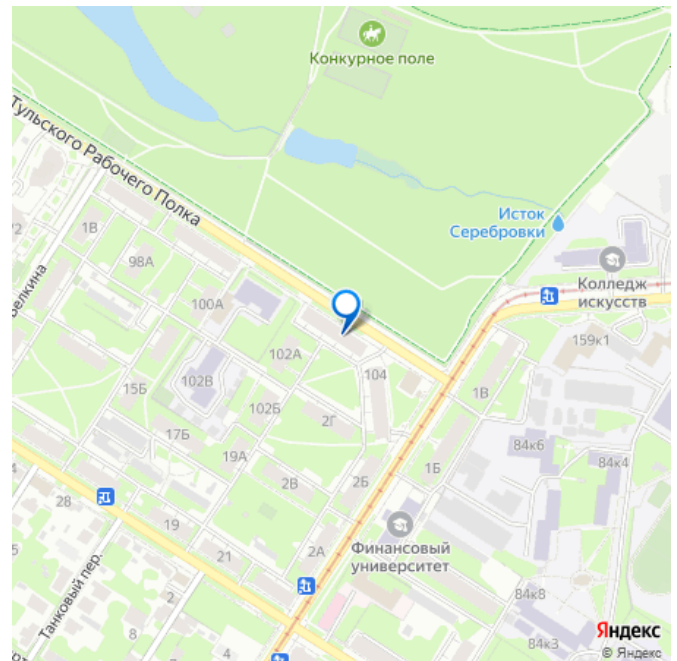 Конкурное поле
Тульского Рабочего Полка
Исток
Серебровки
Колледж
искусств
1В
98А
100А
159к1
102А
104
102В
15Б
102Б
1В
2Г
17Б
84к6
84к4
19А
1Б
2В
2Б
28
19
Финансовый
университет
21
2А
Танковый пер.
2
84к8
8
4
84к3
Яндекс
© Яндекс